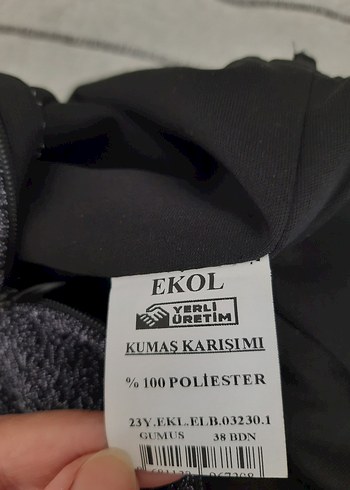 EKOL
YERLİ
ÜRETİM
KUMAŞ KARIŞIMI
% 100 POLİESTER
23Y.EKL.ELB.03230.1
GUMUS 38 BDN